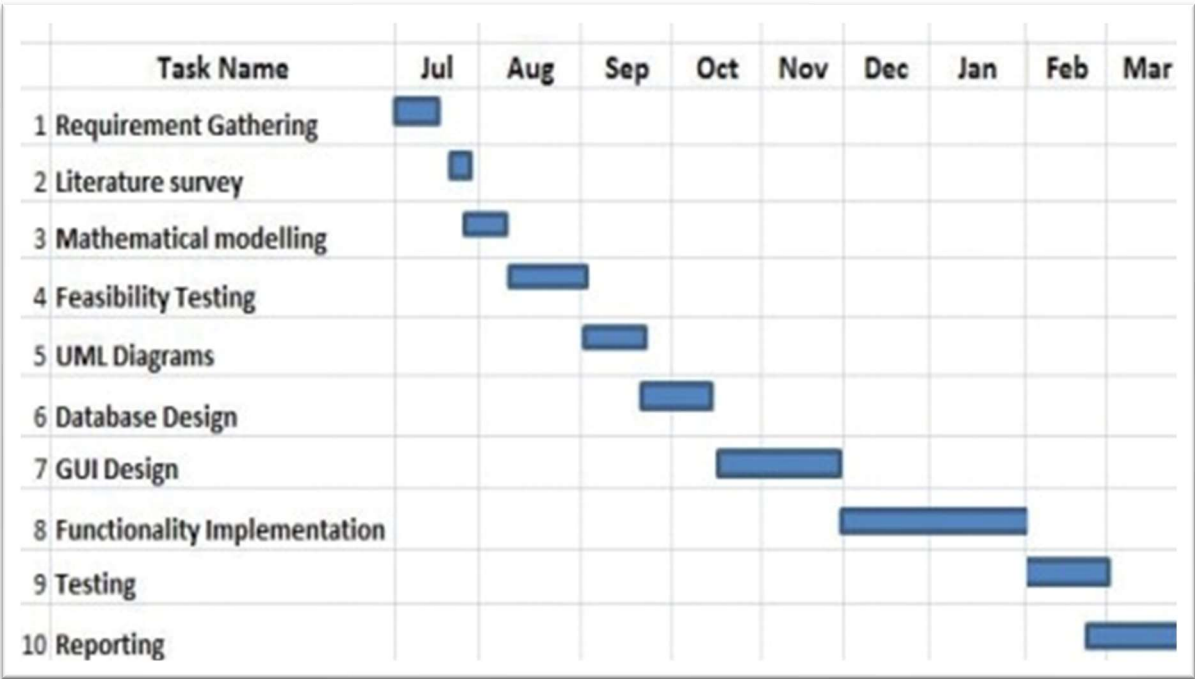 Task Name Jul Aug Sep Oct Nov Dec Jan Feb Mar
1 Requirement Gathering
2 Literature survey
3 Mathematical modelling
4 Feasibility Testing
5 UML Diagrams
6 Database Design
7 GUI Design
8 Functionality Implementation
9 Testing
10 Reporting